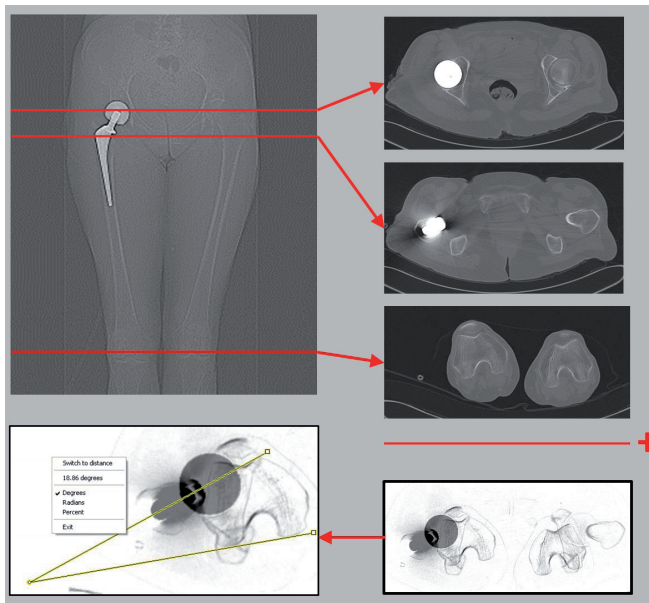 Switch to distance
18.86 degrees
✓ Degrees
Radians
Percent
Exit